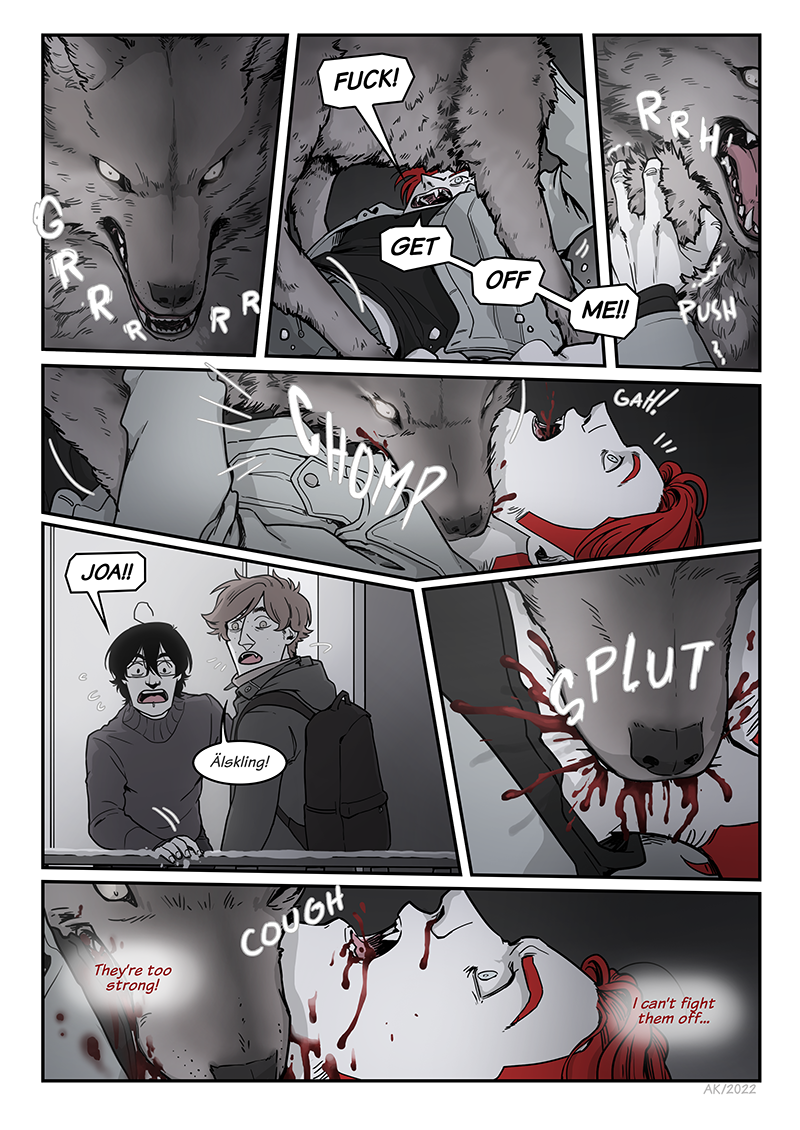 GRRRRRR
FUCK!
GET
OFF
ME!!
RRH!
PUSH
CHOMP
GAH!
JOA!!
Älskling!
SPLUT
COUGH
They're too
strong!
I can't fight
them off...
AK/2022